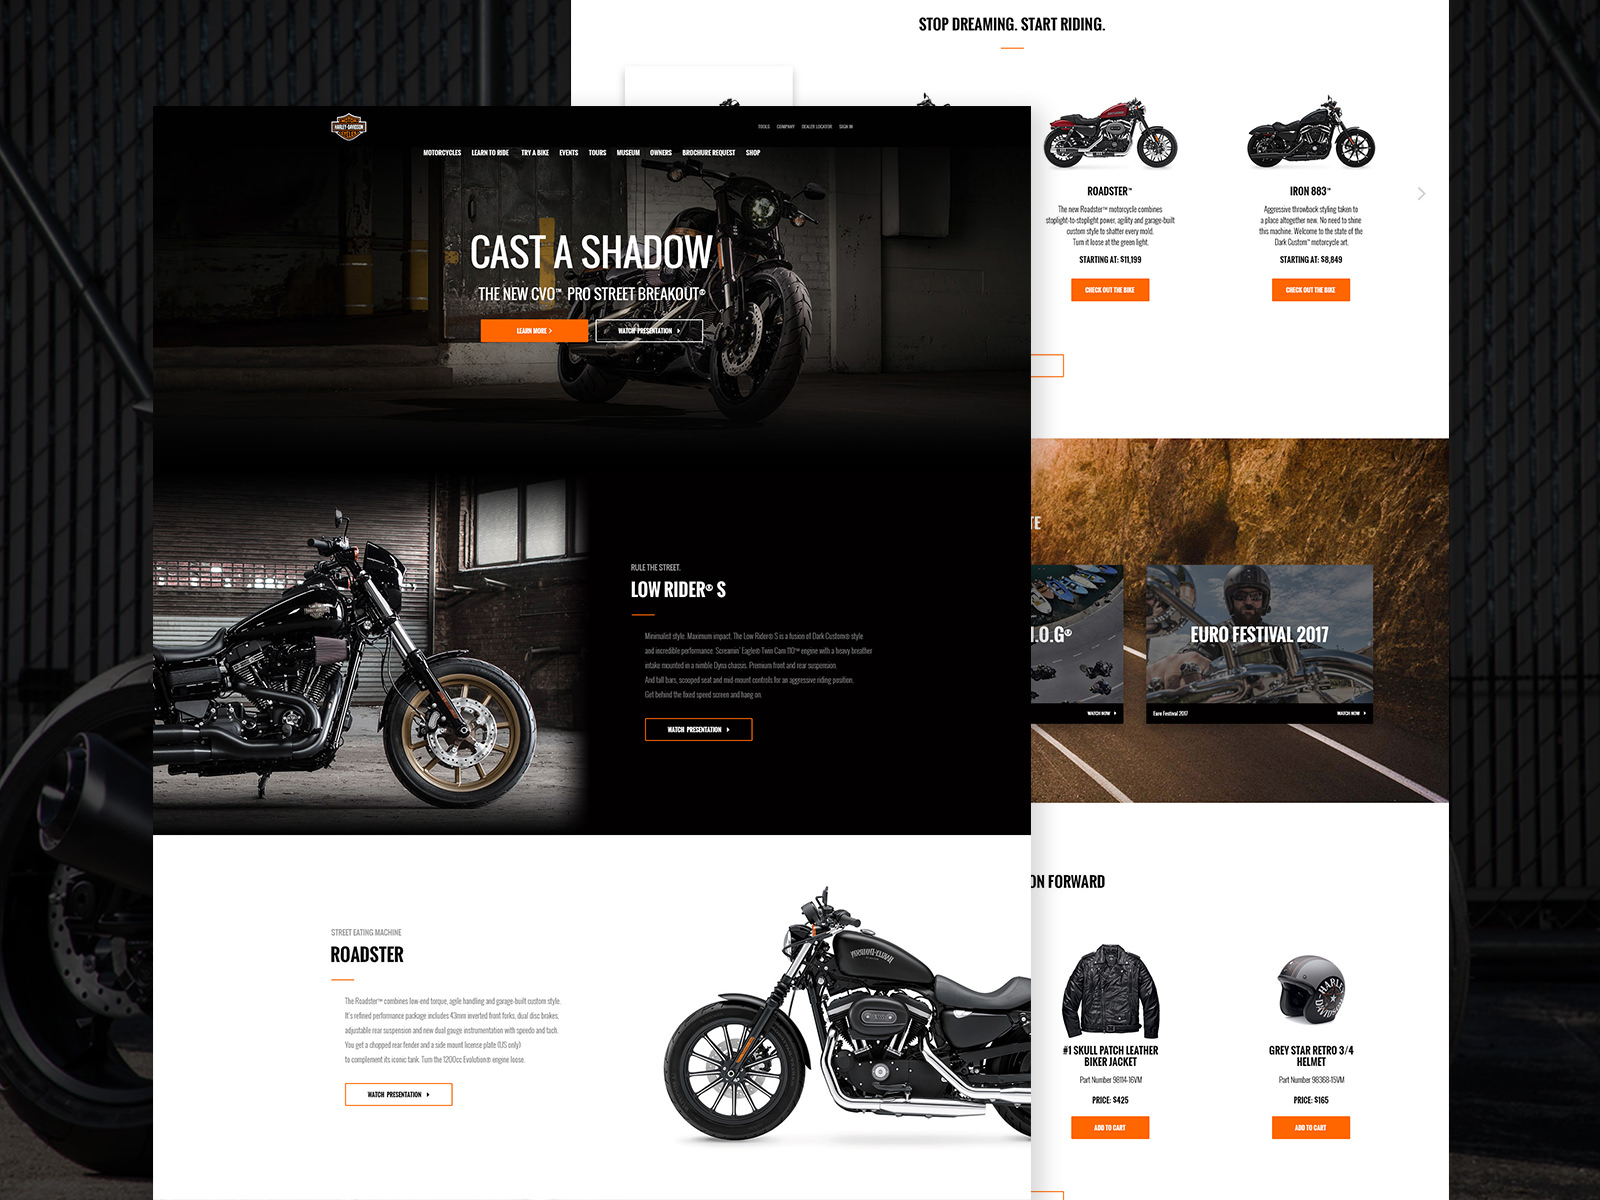 STOP DREAMING. START RIDING.
ROADSTER™
The new Roadster™ motorcycle combines
stoplight-to-stoplight power, agility and garage-built
custom style to shatter every mold.
Turn it loose at the green light.
STARTING AT: $11,199
CHECK OUT THE BIKE
IRON 883™
Aggressive throwback styling taken to
a place altogether new. No need to shine
this machine. Welcome to the state of the
Dark Custom™ motorcycle art.
STARTING AT: $8,849
CHECK OUT THE BIKE
MOTOR
HARLEY-DAVIDSON
CYCLES
TOOLS COMPANY DEALER LOCATOR SIGN IN
MOTORCYCLES LEARN TO RIDE TRY A BIKE EVENTS TOURS MUSEUM OWNERS BROCHURE REQUEST SHOP
CAST A SHADOW
THE NEW CVO™ PRO STREET BREAKOUT®
LEARN MORE
WATCH PRESENTATION
RULE THE STREET.
LOW RIDER® S
Minimalist style. Maximum impact, The Low Rider® S is a fusion of Dark Custom® style
and incredible performance. Screamin' Eagle® Twin Cam 110™ engine with a heavy breather
intake mounted in a nimble Dyna chassis. Premium front and rear suspension.
And tall bars, scooped seat and mid-mount controls for an aggressive riding position.
Get behind the fixed speed screen and hang on.
WATCH PRESENTATION
STREET EATING MACHINE
ROADSTER
The Roadster™ combines low-end torque, agile handling and garage-built custom style.
It's refined performance package includes 43mm inverted front forks, dual disc brakes,
adjustable rear suspension and new dual gauge instrumentation with speedo and tach.
You get a chopped rear fender and a side mount license plate (US only)
to complement its iconic tank. Turn the 1200cc Evolution® engine loose.
WATCH PRESENTATION
TE
.O.G®
WATCH NOW
EURO FESTIVAL 2017
Euro Festival 2017
WATCH NOW
ON FORWARD
#1 SKULL PATCH LEATHER
BIKER JACKET
Part Number 98114-16VM
PRICE: $425
ADD TO CART
HARLEY
DAVIDSON
GREY STAR RETRO 3/4
HELMET
Part Number 98368-15VM
PRICE: $165
ADD TO CART